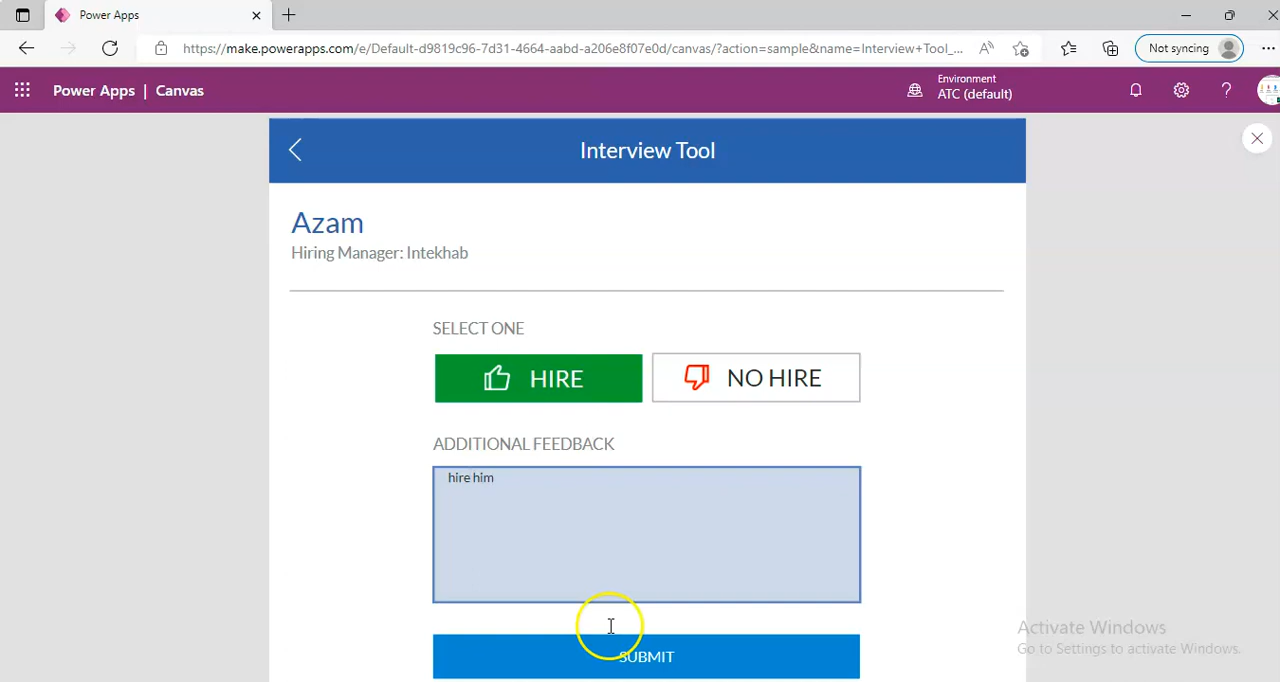 Power Apps
https://make.powerapps.com/e/Default-d9819c96-7d31-4664-aabd-a206e8f07e0d/canvas/?action=sample&name=Interview+Tool_...
Not syncing
Power Apps | Canvas
Environment
ATC (default)
Interview Tool
Azam
Hiring Manager: Intekhab
SELECT ONE
HIRE
NO HIRE
ADDITIONAL FEEDBACK
hire him
SUBMIT
Activate Windows
Go to Settings to activate Windows.